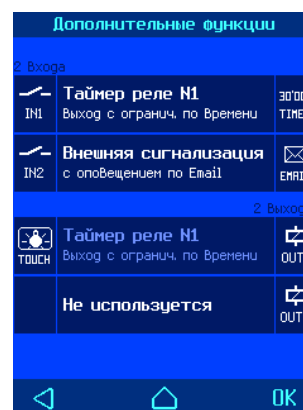 Дополнительные функции
2 Входа
Таймер реле N1
30'00
IN1
Выход с огранич. по Времени
TIME
Внешняя сигнализация
IN2
с опоВещением по Email
EMAI
2 Выход
Таймер реле N1
TOUCH
Выход с огранич. по Времени
OUT
Не используется
OUT
OK